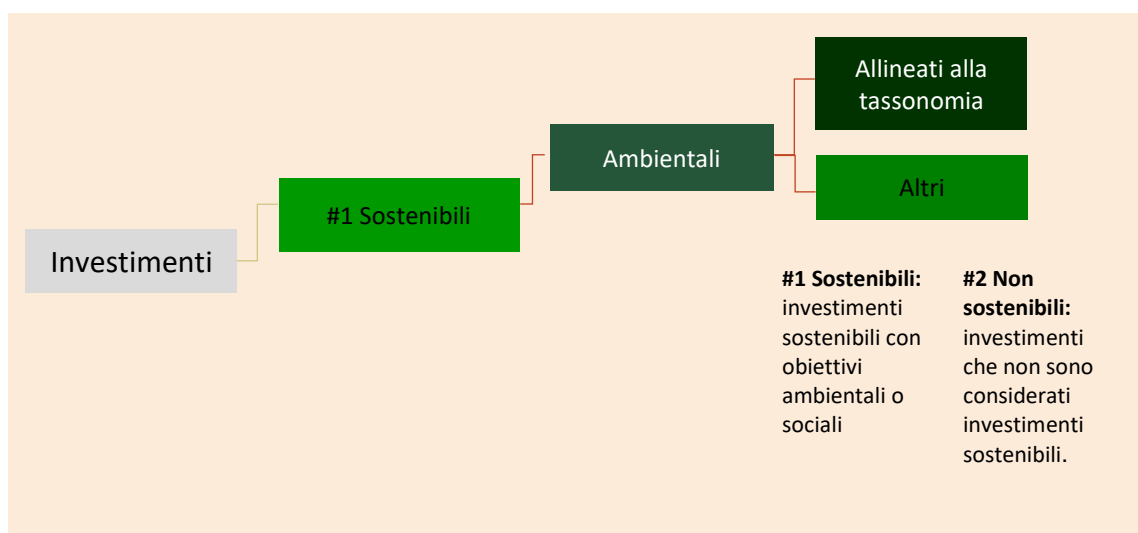 Allineati alla
tassonomia
Ambientali
Altri
#1 Sostenibili
Investimenti
#1 Sostenibili:
investimenti
sostenibili con
obiettivi
ambientali o
sociali
#2 Non
sostenibili:
investimenti
che non sono
considerati
investimenti
sostenibili.